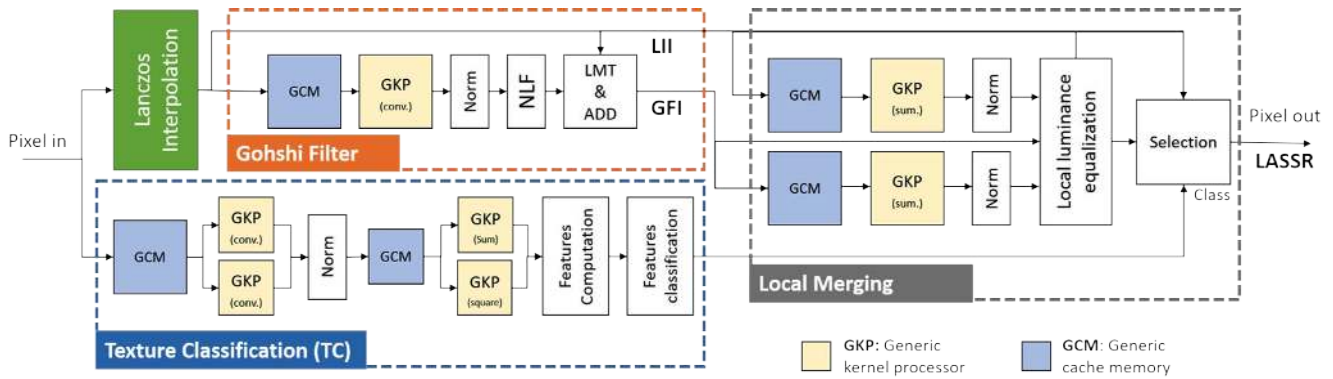 Pixel in
Lanczos
Interpolation
GCM
GKP
(conv.)
Norm
NLF
LMT
&
ADD
LII
GFI
Gohshi Filter
GCM
GKP
(conv.)
GKP
(conv.)
Norm
GCM
GKP
(Sum)
GKP
(square)
Features
Computation
Features
classification
Texture Classification (TC)
GCM
GKP
(sum.)
Norm
GCM
GKP
(sum.)
Norm
Local luminance
equalization
Selection
Class
Pixel out
LASSR
Local Merging
GKP: Generic
kernel processor
GCM: Generic
cache memory